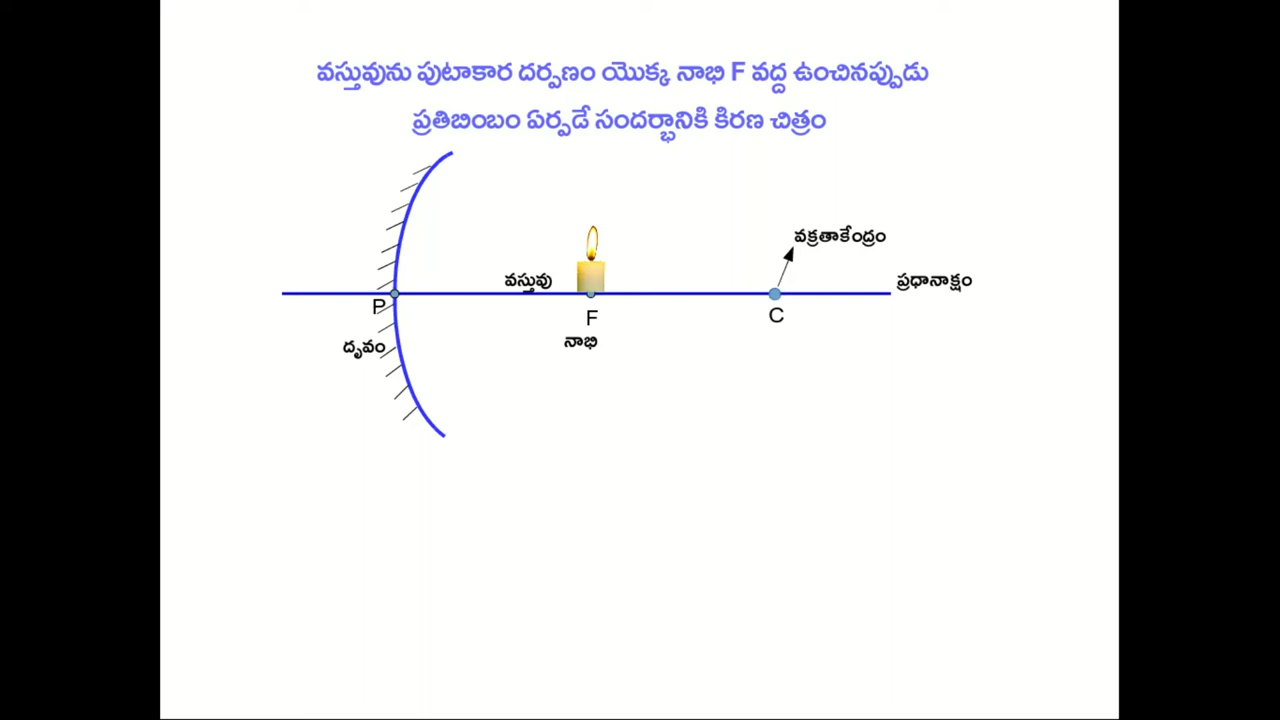 వస్తువును పుటాకార దర్పణం యొక్క నాభి F వద్ద ఉంచినప్పుడు
ప్రతిబింబం ఏర్పడే సందర్భానికి కిరణ చిత్రం
వక్రతాకేంద్రం
వస్తువు
ప్రధానాక్షం
P
F
C
నాభి
దృవం